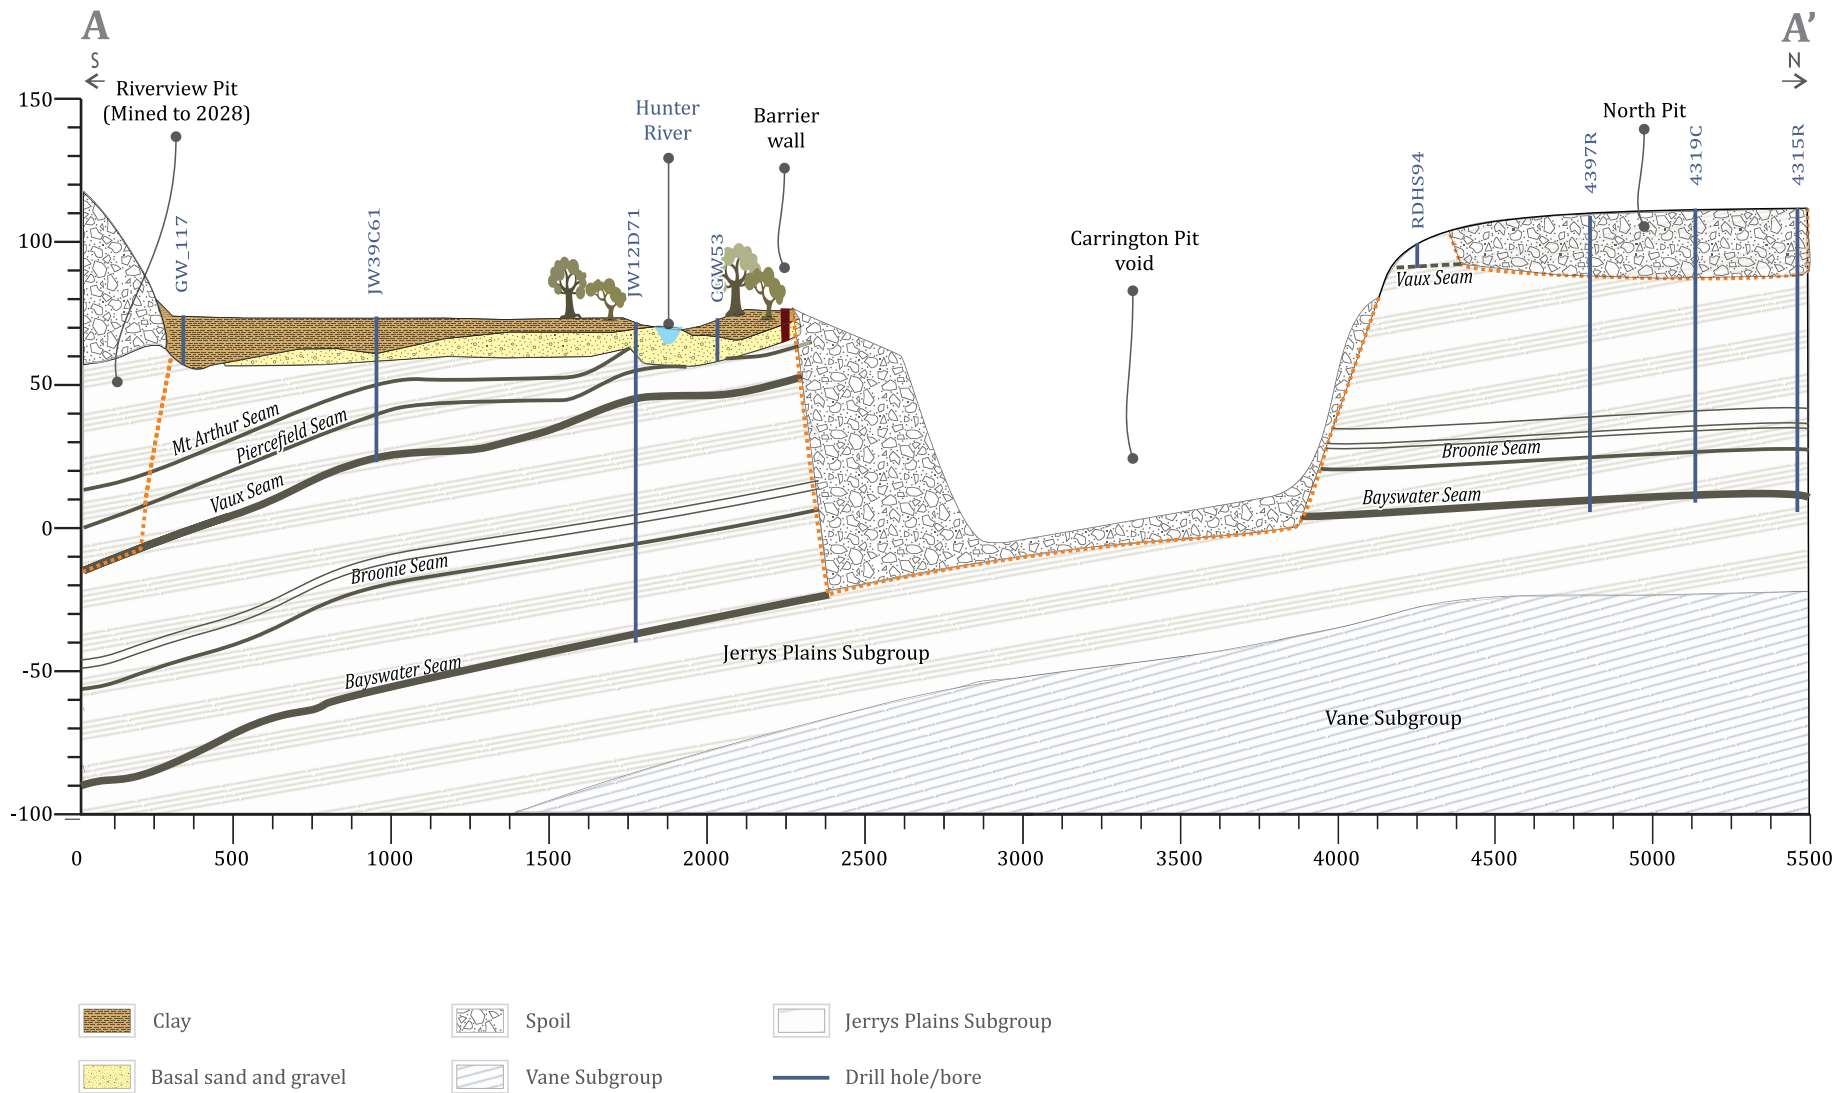 A
A’
S
N
Riverview Pit
(Mined to 2028)
Hunter
River
Barrier
wall
North Pit
Carrington Pit
void
GW_117
JW39C61
JW12D71
CGW53
RDHS94
4397R
4319C
4315R
150
100
50
0
-50
-100
Mt Arthur Seam
Piercefield Seam
Vaux Seam
Broonie Seam
Bayswater Seam
Vaux Seam
Broonie Seam
Bayswater Seam
Jerrys Plains Subgroup
Vane Subgroup
0
500
1000
1500
2000
2500
3000
3500
4000
4500
5000
5500
Clay
Spoil
Jerrys Plains Subgroup
Basal sand and gravel
Vane Subgroup
Drill hole/bore